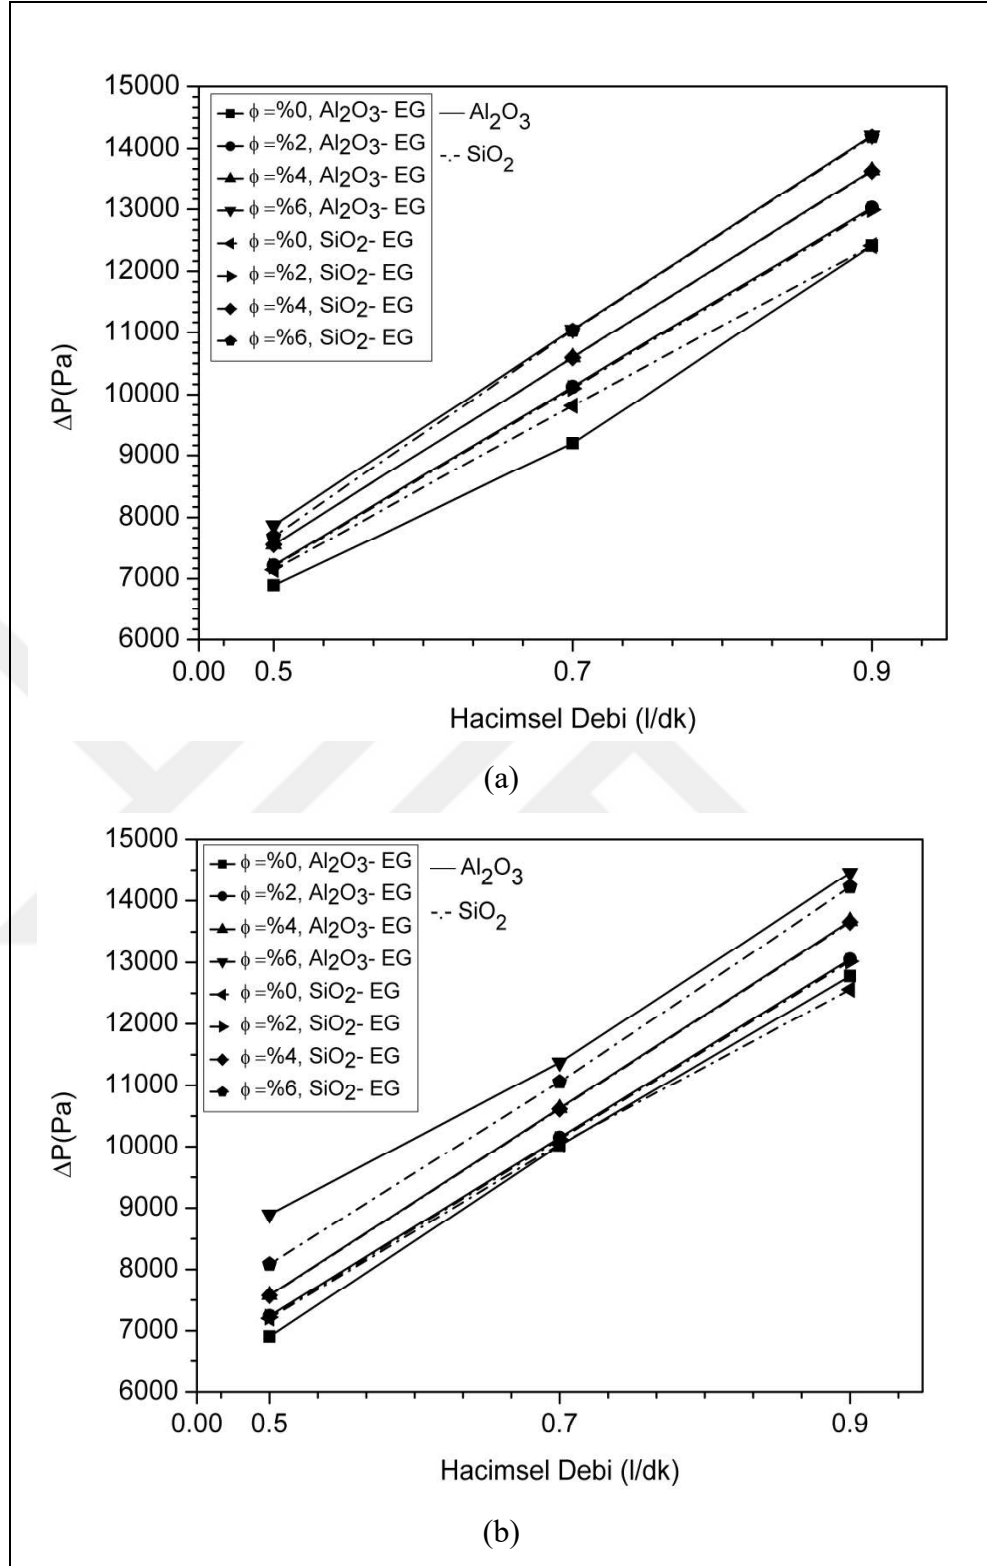 15000
14000
13000
12000
11000
10000
9000
8000
7000
6000
ΔP(Pa)
ϕ=%0, Al2O3- EG
ϕ=%2, Al2O3- EG
ϕ=%4, Al2O3- EG
ϕ=%6, Al2O3- EG
ϕ=%0, SiO2- EG
ϕ=%2, SiO2- EG
ϕ=%4, SiO2- EG
ϕ=%6, SiO2- EG
Al2O3
SiO2
0.00 0.5 0.7 0.9
Hacimsel Debi (l/dk)
(a)
15000
14000
13000
12000
11000
10000
9000
8000
7000
6000
ΔP(Pa)
ϕ=%0, Al2O3- EG
ϕ=%2, Al2O3- EG
ϕ=%4, Al2O3- EG
ϕ=%6, Al2O3- EG
ϕ=%0, SiO2- EG
ϕ=%2, SiO2- EG
ϕ=%4, SiO2- EG
ϕ=%6, SiO2- EG
Al2O3
SiO2
0.00 0.5 0.7 0.9
Hacimsel Debi (l/dk)
(b)